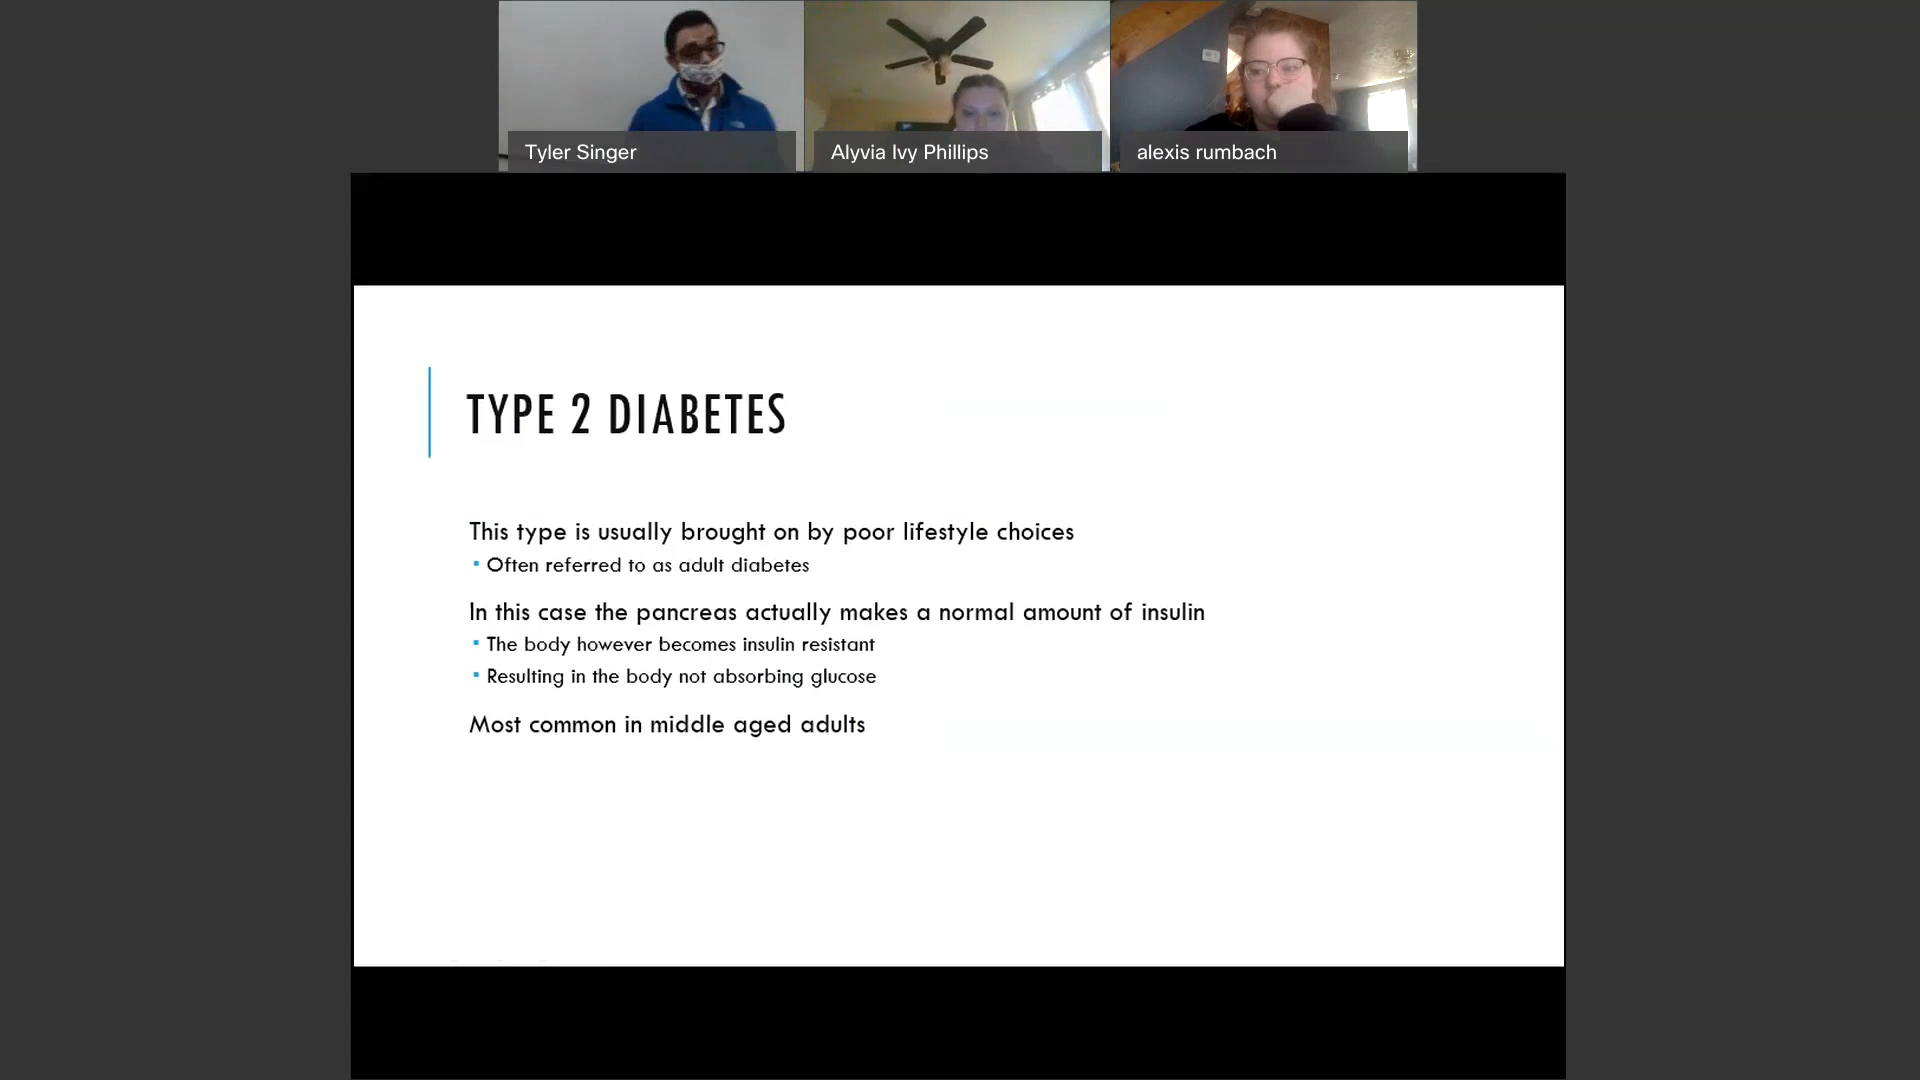 Tyler Singer
Alyvia Ivy Phillips
alexis rumbach
TYPE 2 DIABETES
This type is usually brought on by poor lifestyle choices
▪ Often referred to as adult diabetes
In this case the pancreas actually makes a normal amount of insulin
▪ The body however becomes insulin resistant
▪ Resulting in the body not absorbing glucose
Most common in middle aged adults